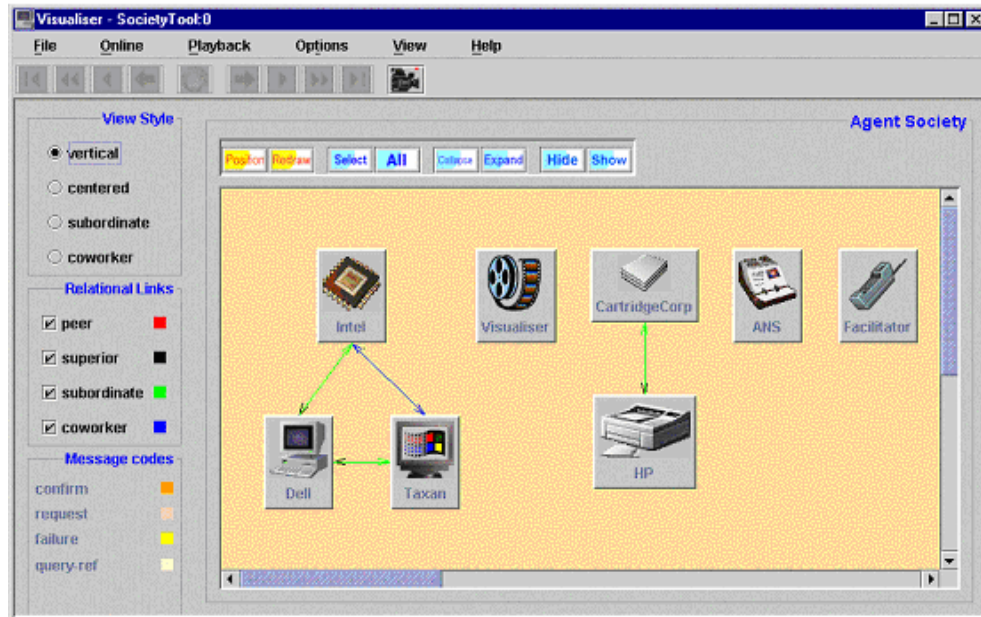 Visualiser - SocietyTool:0
File Online Playback Options View Help
View Style
vertical
centered
subordinate
coworker
Relational Links
peer
superior
subordinate
coworker
Message codes
confirm
request
failure
query-ref
Agent Society
Position Redraw Select All Collapse Expand Hide Show
Intel Visualiser CartridgeCorp ANS Facilitator
Dell Taxan HP